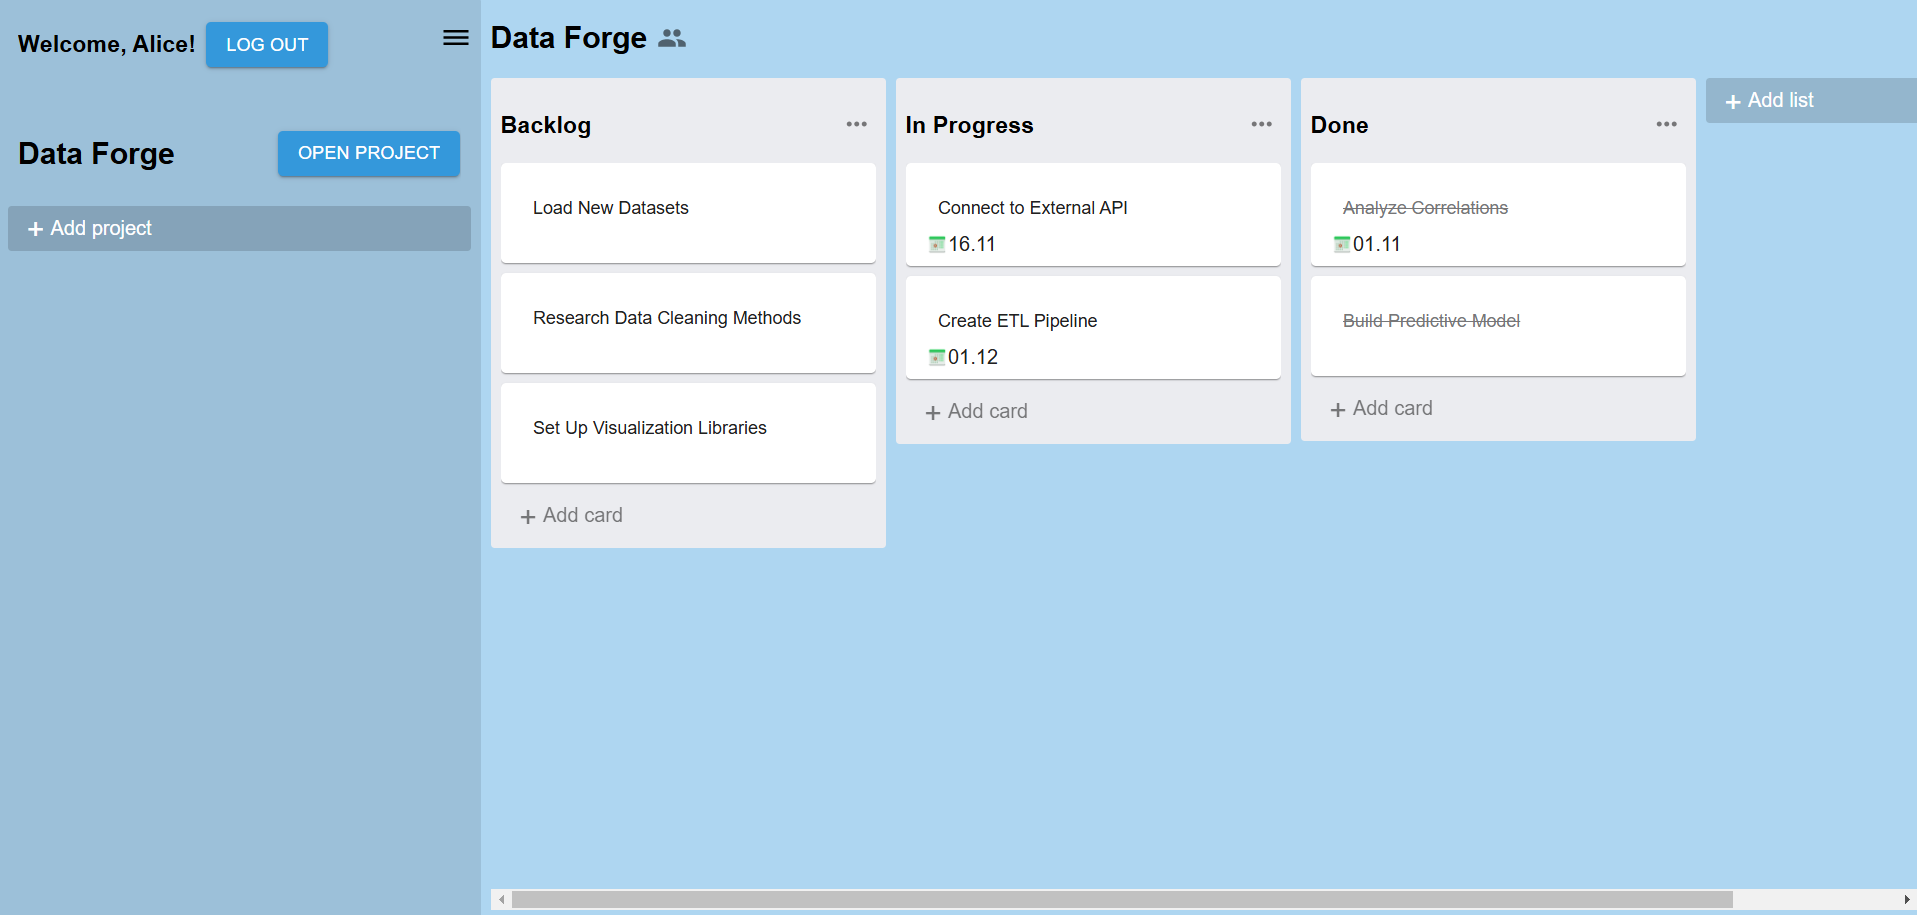 Welcome, Alice!
LOG OUT
Data Forge
OPEN PROJECT
+ Add project
Data Forge
Backlog
Load New Datasets
Research Data Cleaning Methods
Set Up Visualization Libraries
+ Add card
In Progress
Connect to External API
16.11
Create ETL Pipeline
01.12
+ Add card
Done
Analyze Correlations
01.11
Build Predictive Model
+ Add card
+ Add list